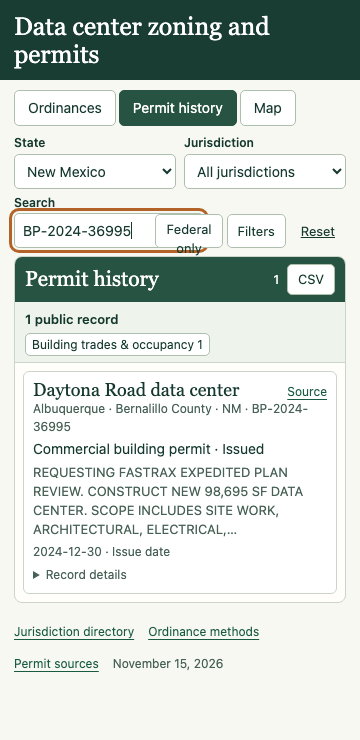 Data center zoning and
permits
Ordinances Permit history Map
State Jurisdiction
New Mexico All jurisdictions
Search
BP-2024-36995 Federal only Filters Reset
Permit history 1 CSV
1 public record
Building trades & occupancy 1
Daytona Road data center Source
Albuquerque · Bernalillo County · NM · BP-2024-
36995
Commercial building permit · Issued
REQUESTING FASTRAX EXPEDITED PLAN
REVIEW. CONSTRUCT NEW 98,695 SF DATA
CENTER. SCOPE INCLUDES SITE WORK,
ARCHITECTURAL, ELECTRICAL,...
2024-12-30 · Issue date
Record details
Jurisdiction directory Ordinance methods
Permit sources November 15, 2026